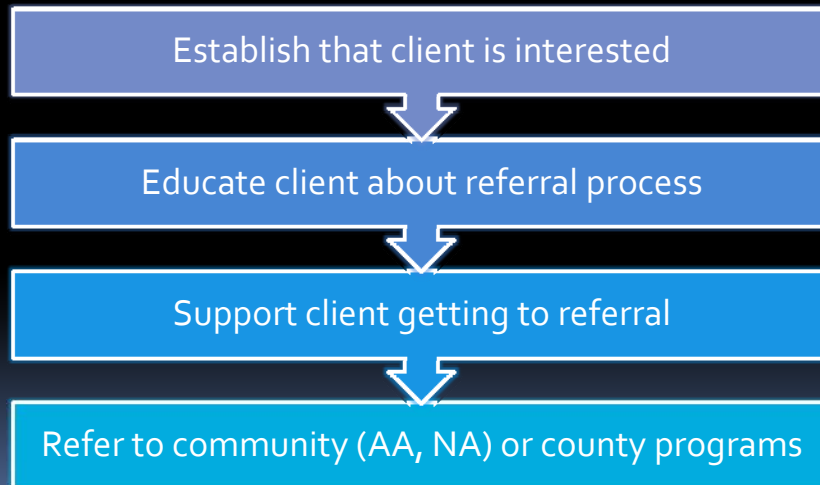 Establish that client is interested
Educate client about referral process
Support client getting to referral
Refer to community (AA, NA) or county programs